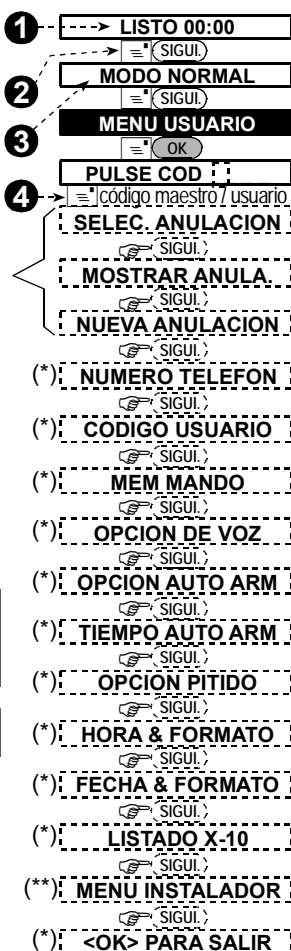 1 LISTO 00:00
2 SIGUI.
3 MODO NORMAL
SIGUI.
MENU USUARIO
OK
PULSE COD
4 código maestro / usuario
SELEC. ANULACION
SIGUI.
MOSTRAR ANULA.
SIGUI.
NUEVA ANULACION
SIGUI.
(*) NUMERO TELEFON
SIGUI.
(*) CODIGO USUARIO
SIGUI.
(*) MEM MANDO
SIGUI.
(*) OPCION DE VOZ
SIGUI.
(*) OPCION AUTO ARM
SIGUI.
(*) TIEMPO AUTO ARM
SIGUI.
(*) OPCION PITIDO
SIGUI.
(*) HORA & FORMATO
SIGUI.
(*) FECHA & FORMATO
SIGUI.
(*) LISTADO X-10
SIGUI.
(**) MENU INSTALADOR
SIGUI.
(*) <OK> PARA SALIR